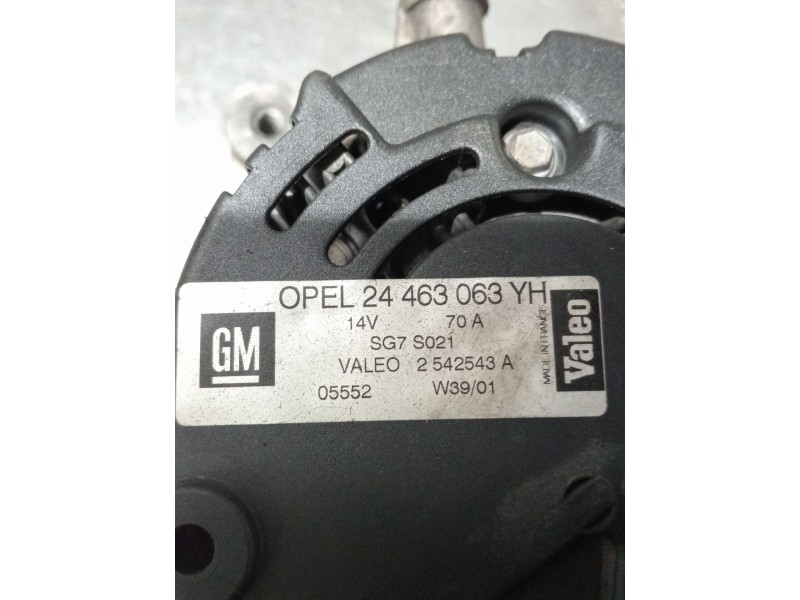 OPEL 24 463 063 YH
14V 70 A
SG7 S021
VALEO 2 542543 A
05552 W39/01
GM
MADE IN FRANCE
Valeo